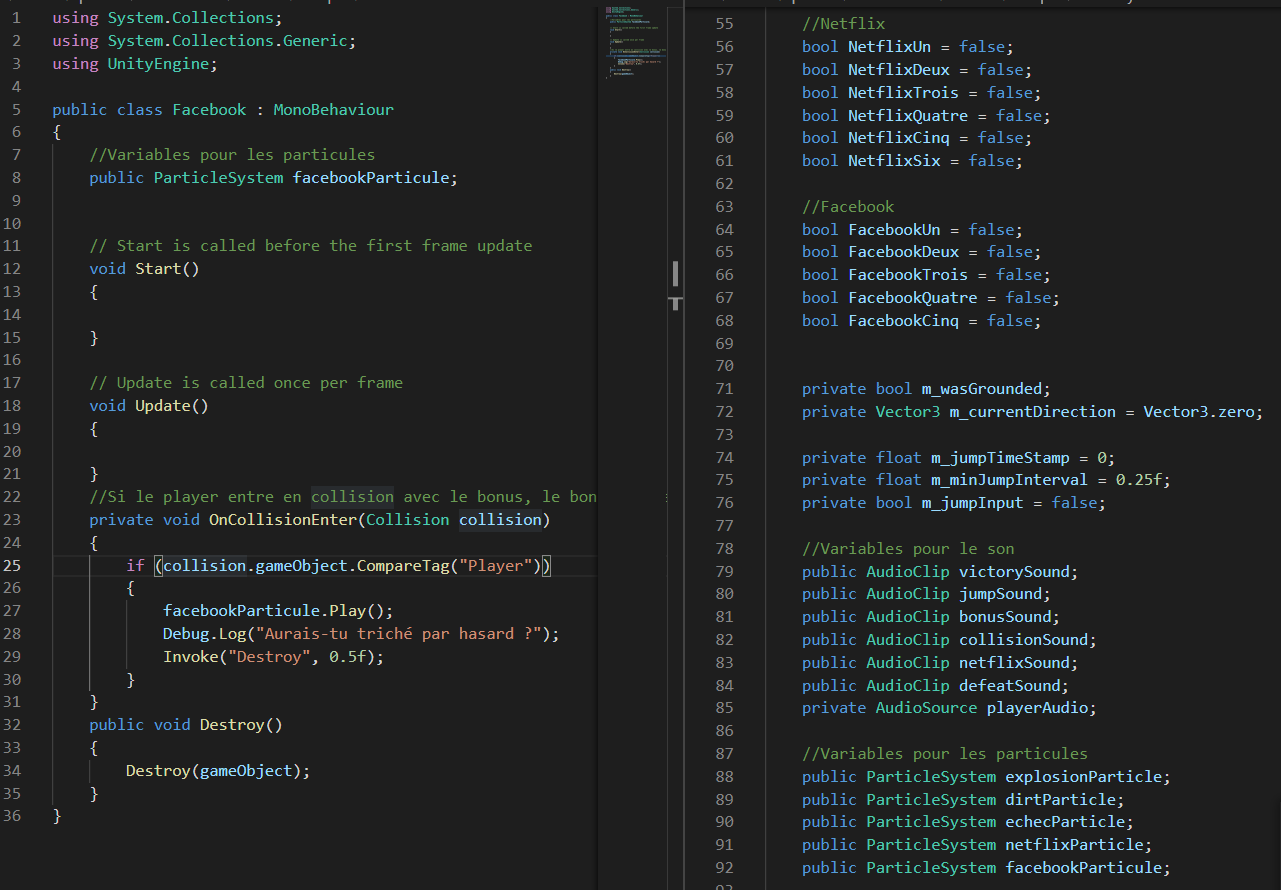 1 using System.Collections;
2 using System.Collections.Generic;
3 using UnityEngine;
4
5 public class Facebook : MonoBehaviour
6 {
7 //Variables pour les particules
8 public ParticleSystem facebookParticule;
9
10
11 // Start is called before the first frame update
12 void Start()
13 {
14
15 }
16
17 // Update is called once per frame
18 void Update()
19 {
20
21 }
22 //Si le player entre en collision avec le bonus, le bon
23 private void OnCollisionEnter(Collision collision)
24 {
25 if (collision.gameObject.CompareTag("Player"))
26 {
27 facebookParticule.Play();
28 Debug.Log("Aurais-tu triché par hasard ?");
29 Invoke("Destroy", 0.5f);
30 }
31 }
32 public void Destroy()
33 {
34 Destroy(gameObject);
35 }
36 }
55 //Netflix
56 bool NetflixUn = false;
57 bool NetflixDeux = false;
58 bool NetflixTrois = false;
59 bool NetflixQuatre = false;
60 bool NetflixCinq = false;
61 bool NetflixSix = false;
62
63 //Facebook
64 bool FacebookUn = false;
65 bool FacebookDeux = false;
66 bool FacebookTrois = false;
67 bool FacebookQuatre = false;
68 bool FacebookCinq = false;
69
70
71 private bool m_wasGrounded;
72 private Vector3 m_currentDirection = Vector3.zero;
73
74 private float m_jumpTimeStamp = 0;
75 private float m_minJumpInterval = 0.25f;
76 private bool m_jumpInput = false;
77
78 //Variables pour le son
79 public AudioClip victorySound;
80 public AudioClip jumpSound;
81 public AudioClip bonusSound;
82 public AudioClip collisionSound;
83 public AudioClip netflixSound;
84 public AudioClip defeatSound;
85 private AudioSource playerAudio;
86
87 //Variables pour les particules
88 public ParticleSystem explosionParticle;
89 public ParticleSystem dirtParticle;
90 public ParticleSystem echecParticle;
91 public ParticleSystem netflixParticle;
92 public ParticleSystem facebookParticule;